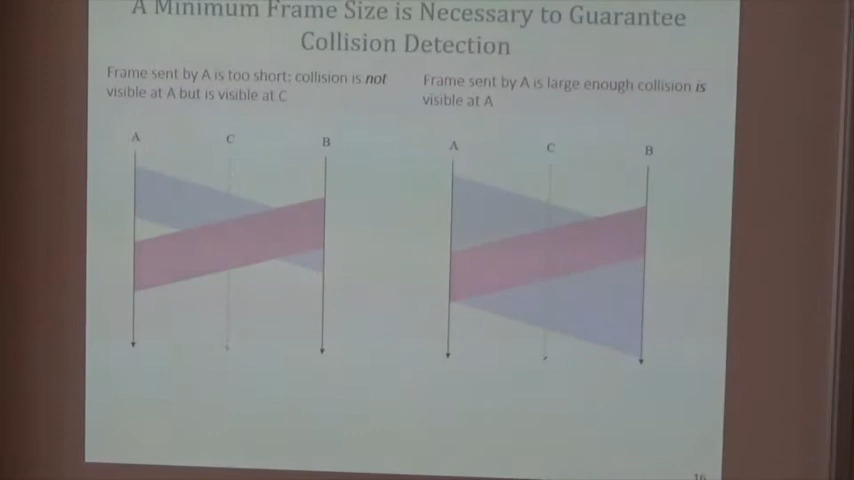 A Minimum Frame Size is Necessary to Guarantee
Collision Detection
Frame sent by A is too short: collision is not
visible at A but is visible at C
Frame sent by A is large enough collision is
visible at A
A
C
B
A
C
B
16